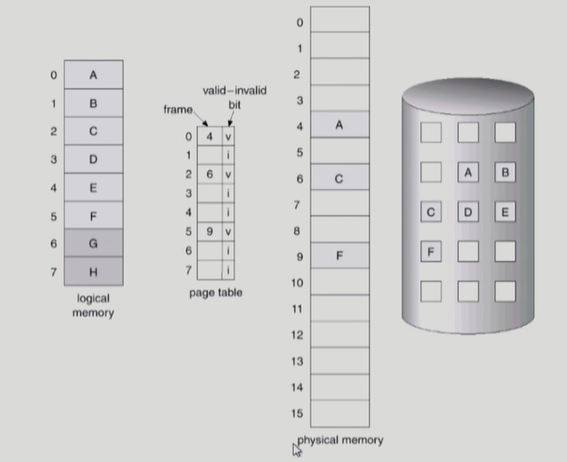 0 A
1 B
2 C
3 D
4 E
5 F
6 G
7 H
logical
memory
valid–invalid
bit
frame
0 4 v
1 i
2 6 v
3 i
4 i
5 9 v
6 i
7 i
page table
0
1
2
3
4 A
5
6 C
7
8
9 F
10
11
12
13
14
15
physical memory
A B
C D E
F